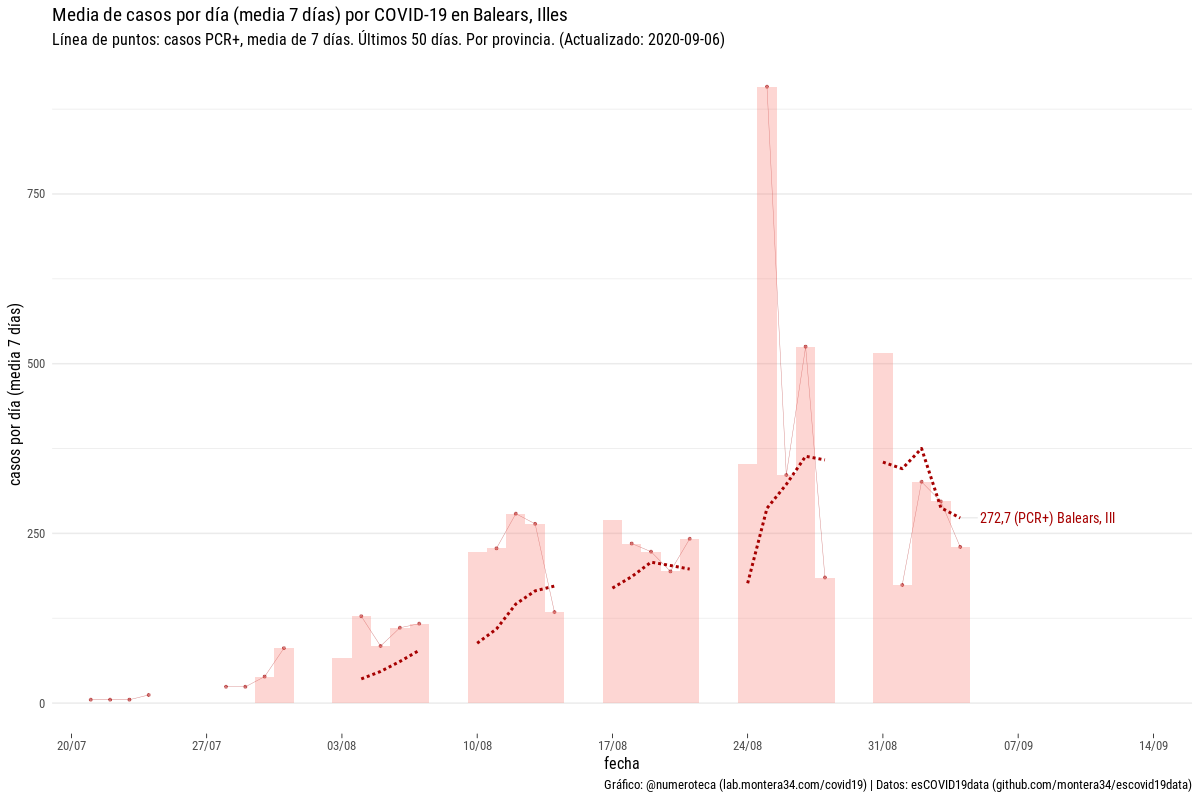 Media de casos por día (media 7 días) por COVID-19 en Balears, Illes
Línea de puntos: casos PCR+, media de 7 días. Últimos 50 días. Por provincia. (Actualizado: 2020-09-06)
casos por día (media 7 días)
750
500
250
0
272,7 (PCR+) Balears, Ill
20/07
27/07
03/08
10/08
17/08
24/08
31/08
07/09
14/09
fecha
Gráfico: @numeroteca (lab.montera34.com/covid19) | Datos: esCOVID19data (github.com/montera34/escovid19data)